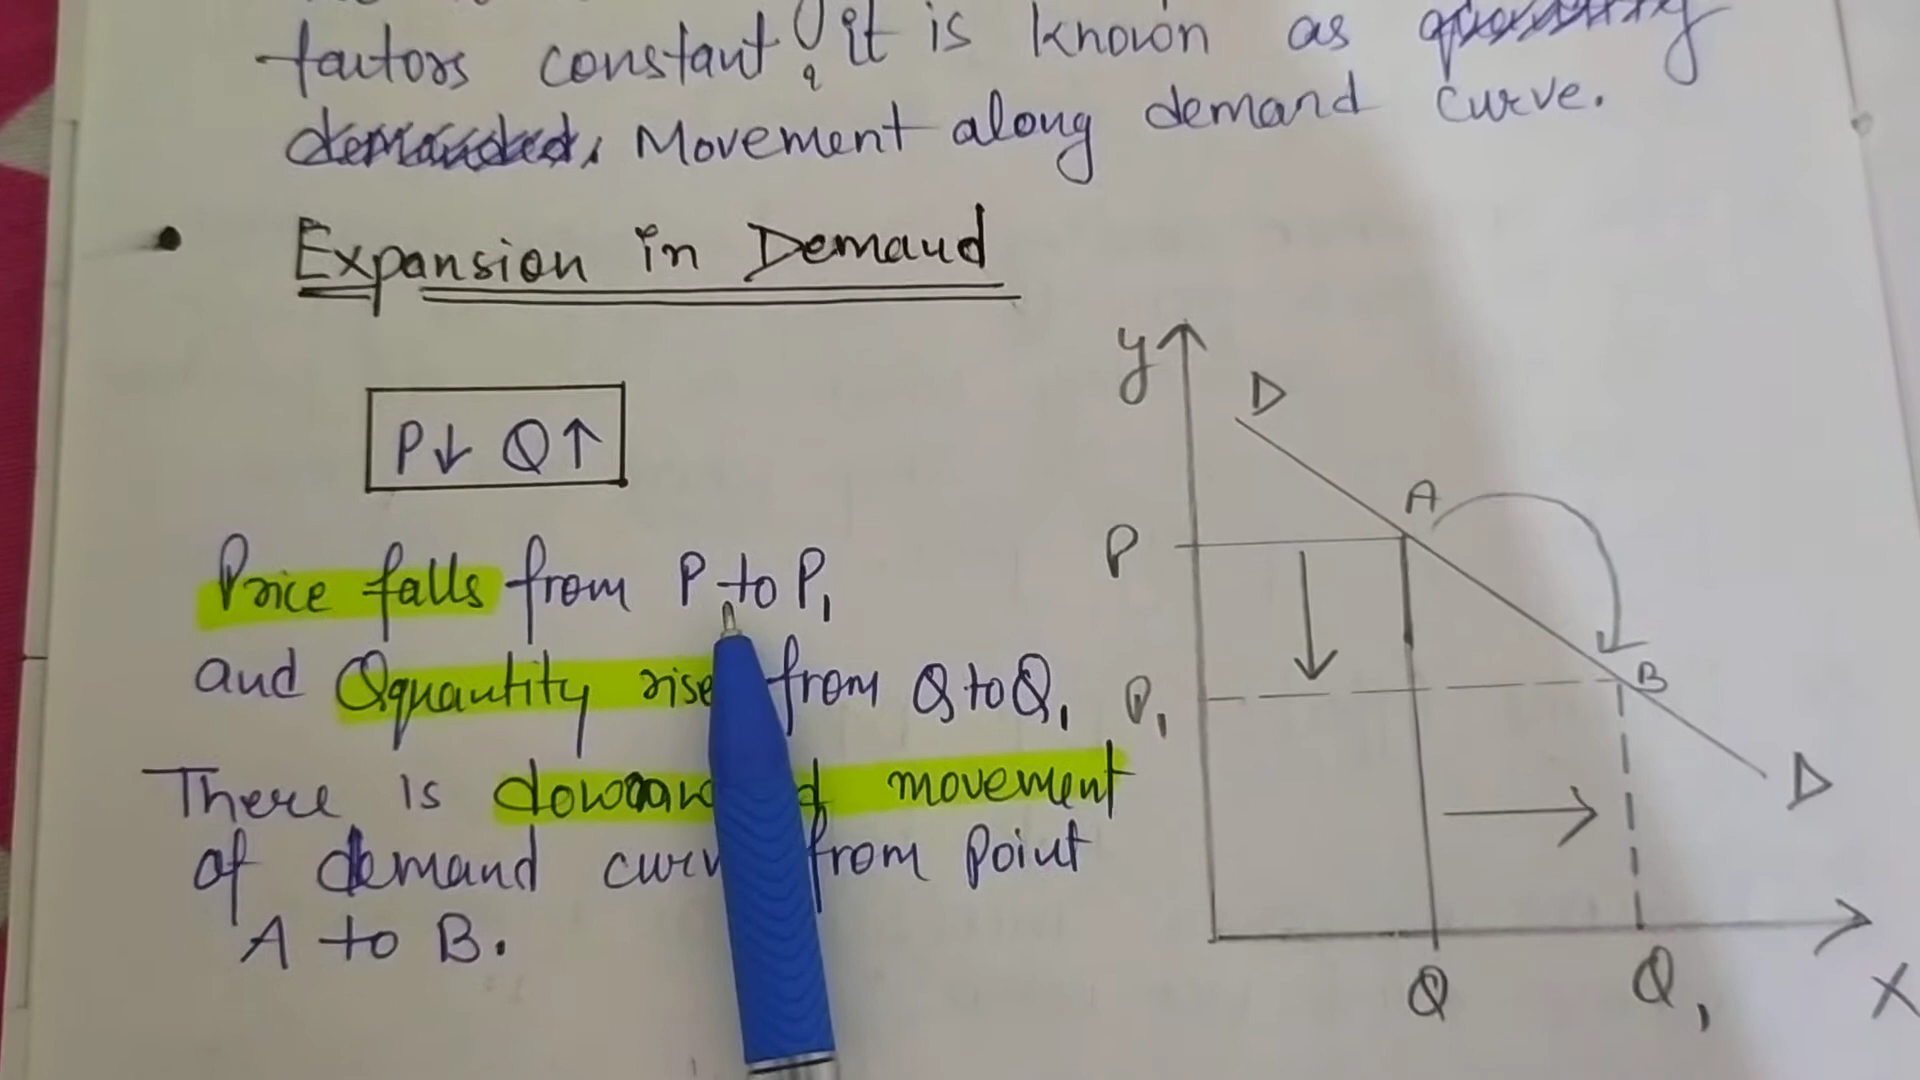 factors constant, it is known as
Movement along demand curve.
• Expansion in Demand
P↓ Q↑
Price falls from P to P1
and Qquantity rise from Q to Q1
There is movement
of demand from point
A to B.
y
D
A
P
B
P1
D
Q
Q1
X